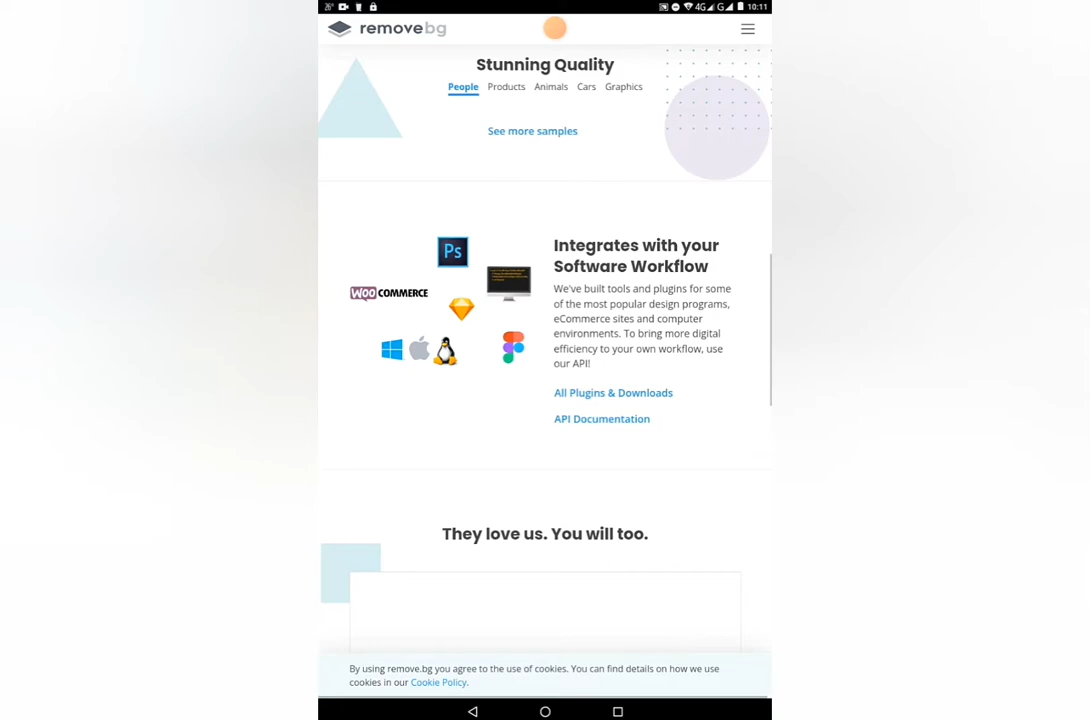 26° 4G G 10:11
removebg
Stunning Quality
People Products Animals Cars Graphics
See more samples
Ps
WOOCOMMERCE
Integrates with your
Software Workflow
We've built tools and plugins for some
of the most popular design programs,
eCommerce sites and computer
environments. To bring more digital
efficiency to your own workflow, use
our API!
All Plugins & Downloads
API Documentation
They love us. You will too.
By using remove.bg you agree to the use of cookies. You can find details on how we use
cookies in our Cookie Policy.